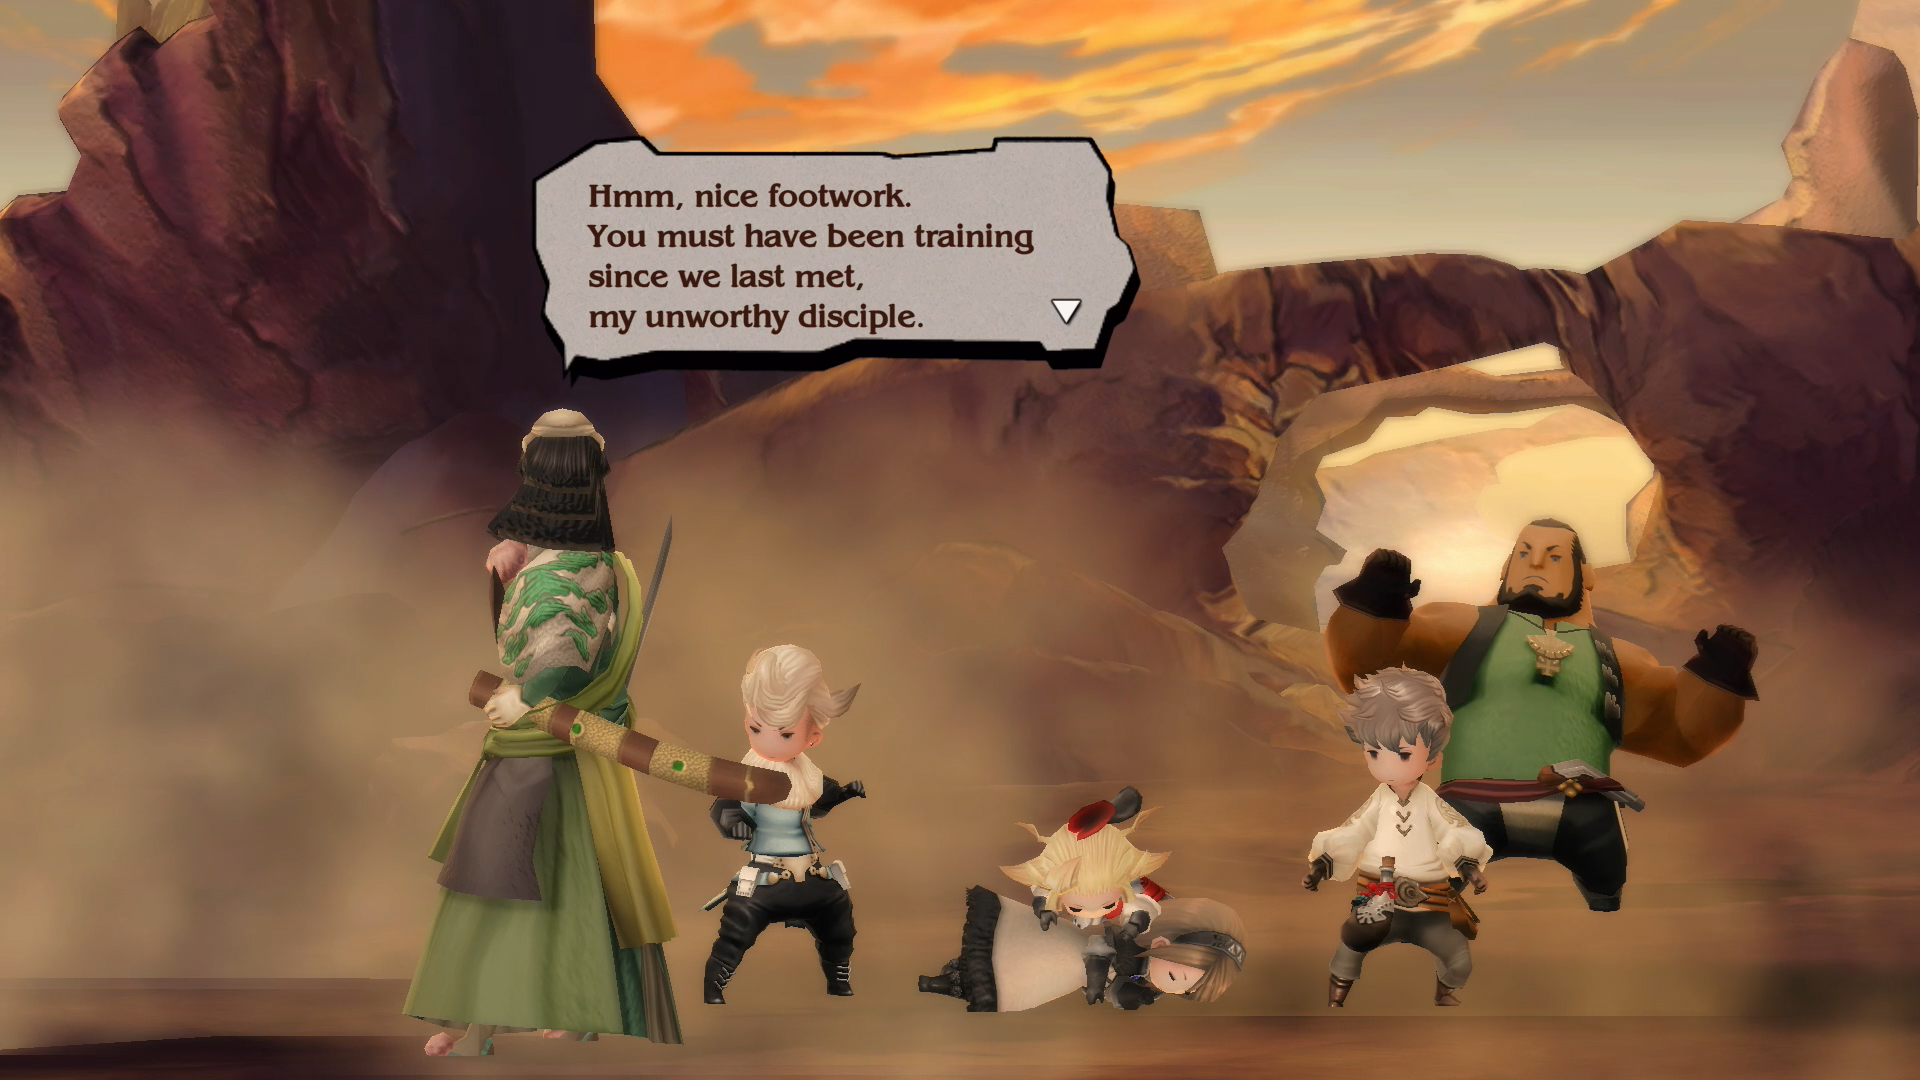 Hmm, nice footwork.
You must have been training
since we last met,
my unworthy disciple.